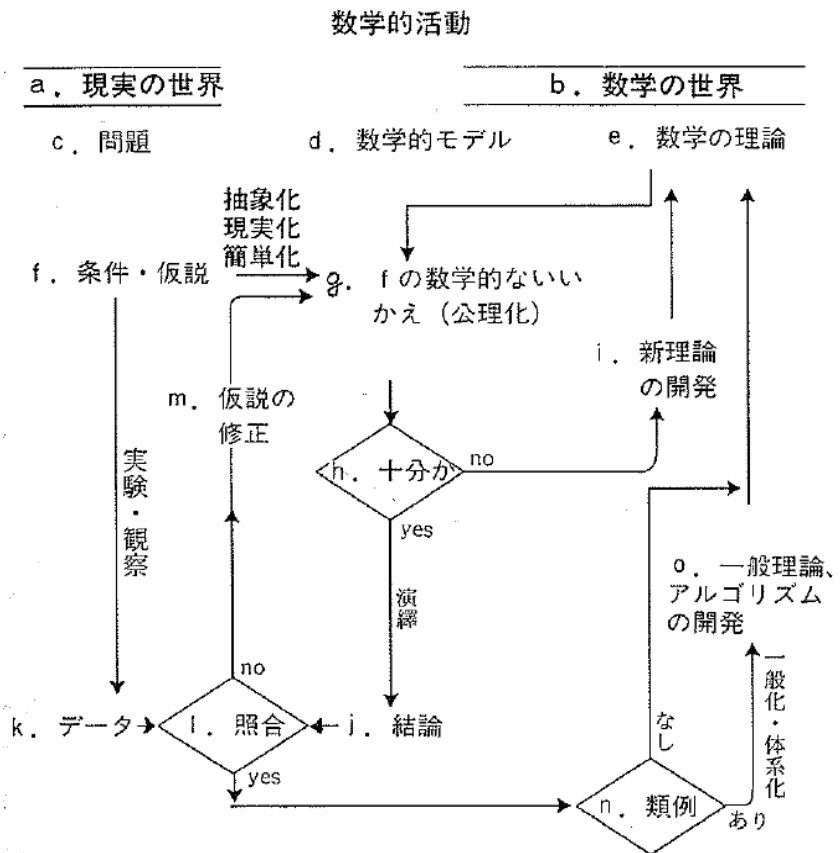 数学的活動
a．現実の世界
b．数学の世界
c．問題
d．数学的モデル
e．数学の理論
抽象化
現実化
簡単化
f．条件・仮説
g．fの数学的ないい
かえ（公理化）
i．新理論
の開発
m．仮説の
修正
h．十分か
no
yes
実験・観察
演繹
o．一般理論、
アルゴリズム
の開発
no
k．データ
l．照合
j．結論
なし
一般化・体系化
yes
n．類例
あり